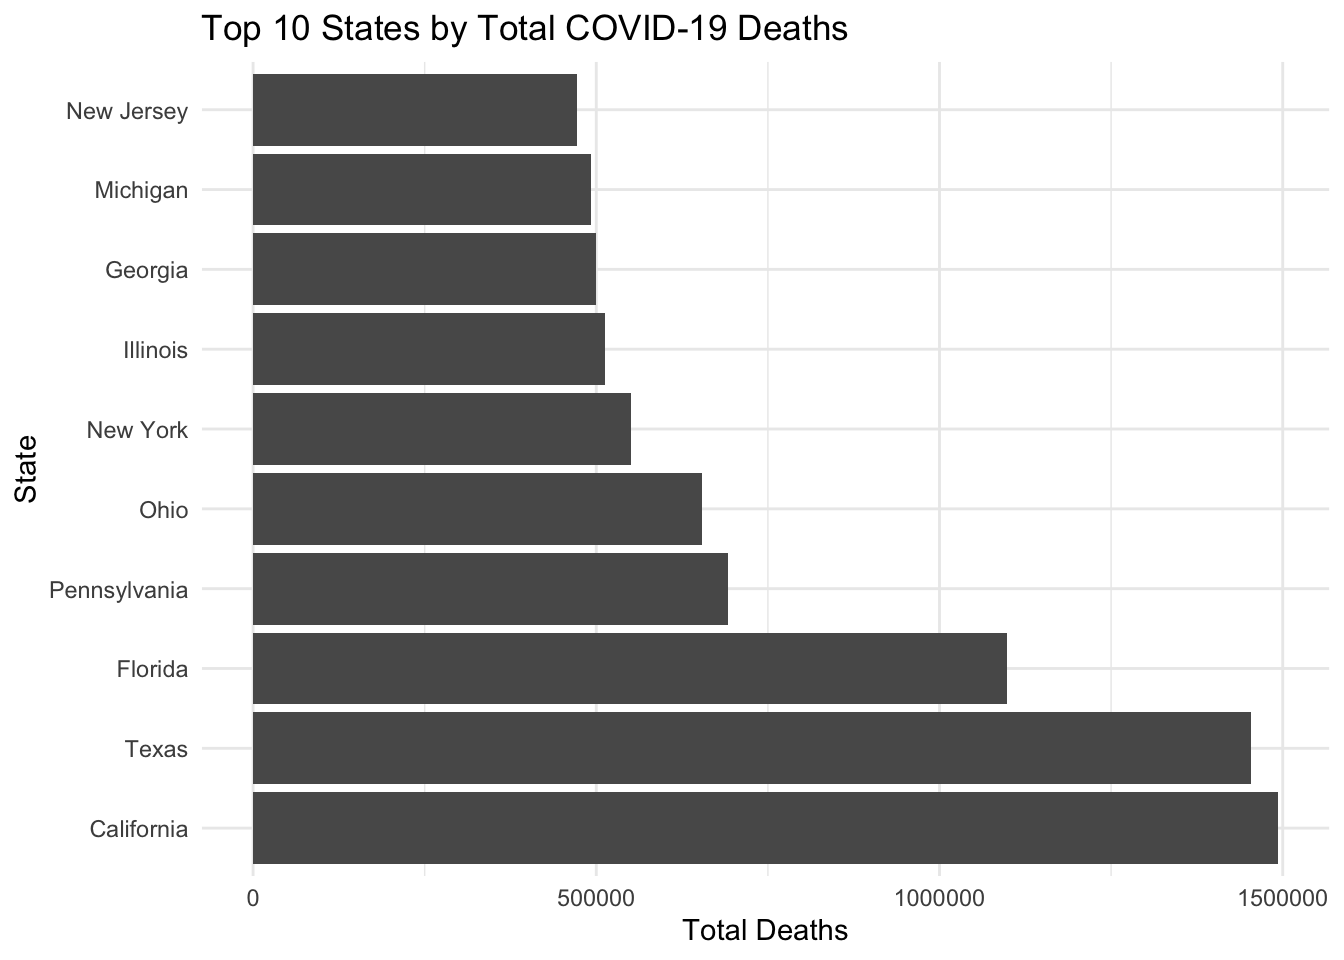 Top 10 States by Total COVID-19 Deaths
New Jersey
Michigan
Georgia
Illinois
New York
Ohio
Pennsylvania
Florida
Texas
California
State
0 500000 1000000 1500000
Total Deaths